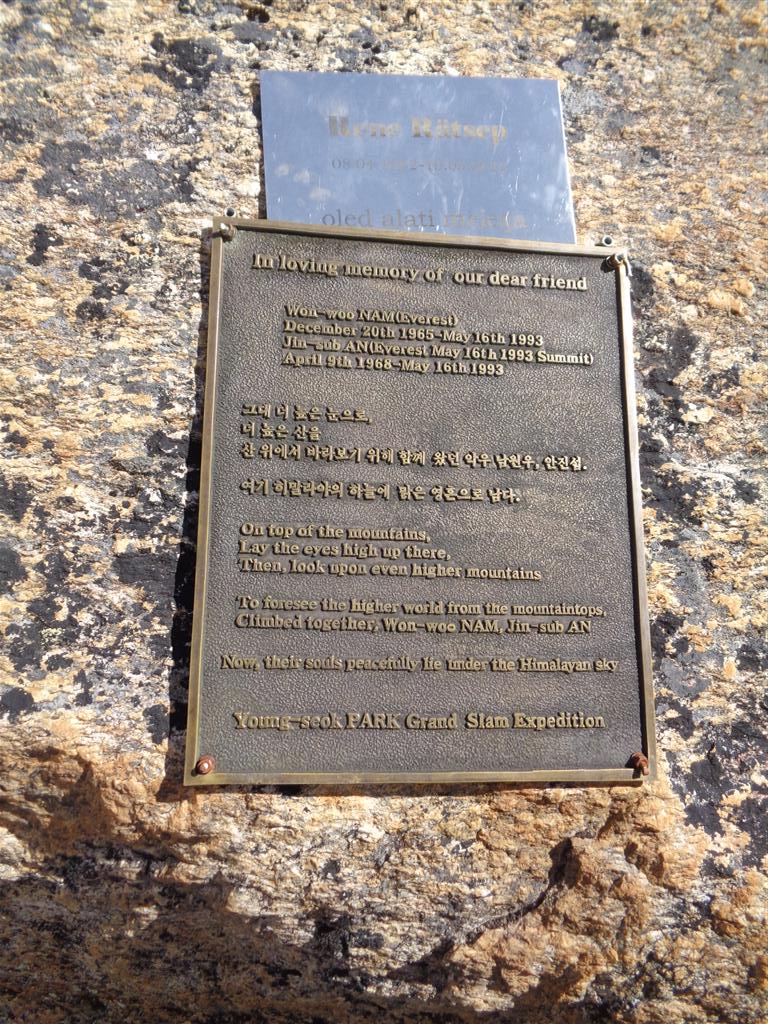 Rene Rätsep
oled alati meiega
In loving memory of our dear friend
Won-woo NAM(Everest)
December 20th 1965-May 16th 1993
Jin-sub AN(Everest May 16th 1993 Summit)
April 9th 1968-May 16th 1993
그대 더 높은 눈으로,
더 높은 산을
산 위에서 바라보기 위해 함께 왔던 악우 남원우, 안진섭.
여기 히말라야의 하늘에 맑은 영혼으로 남다.
On top of the mountains,
Lay the eyes high up there,
Then, look upon even higher mountains
To foresee the higher world from the mountaintops,
Climbed together, Won-woo NAM, Jin-sub AN
Now, their souls peacefully lie under the Himalayan sky
Young-seok PARK Grand Slam Expedition